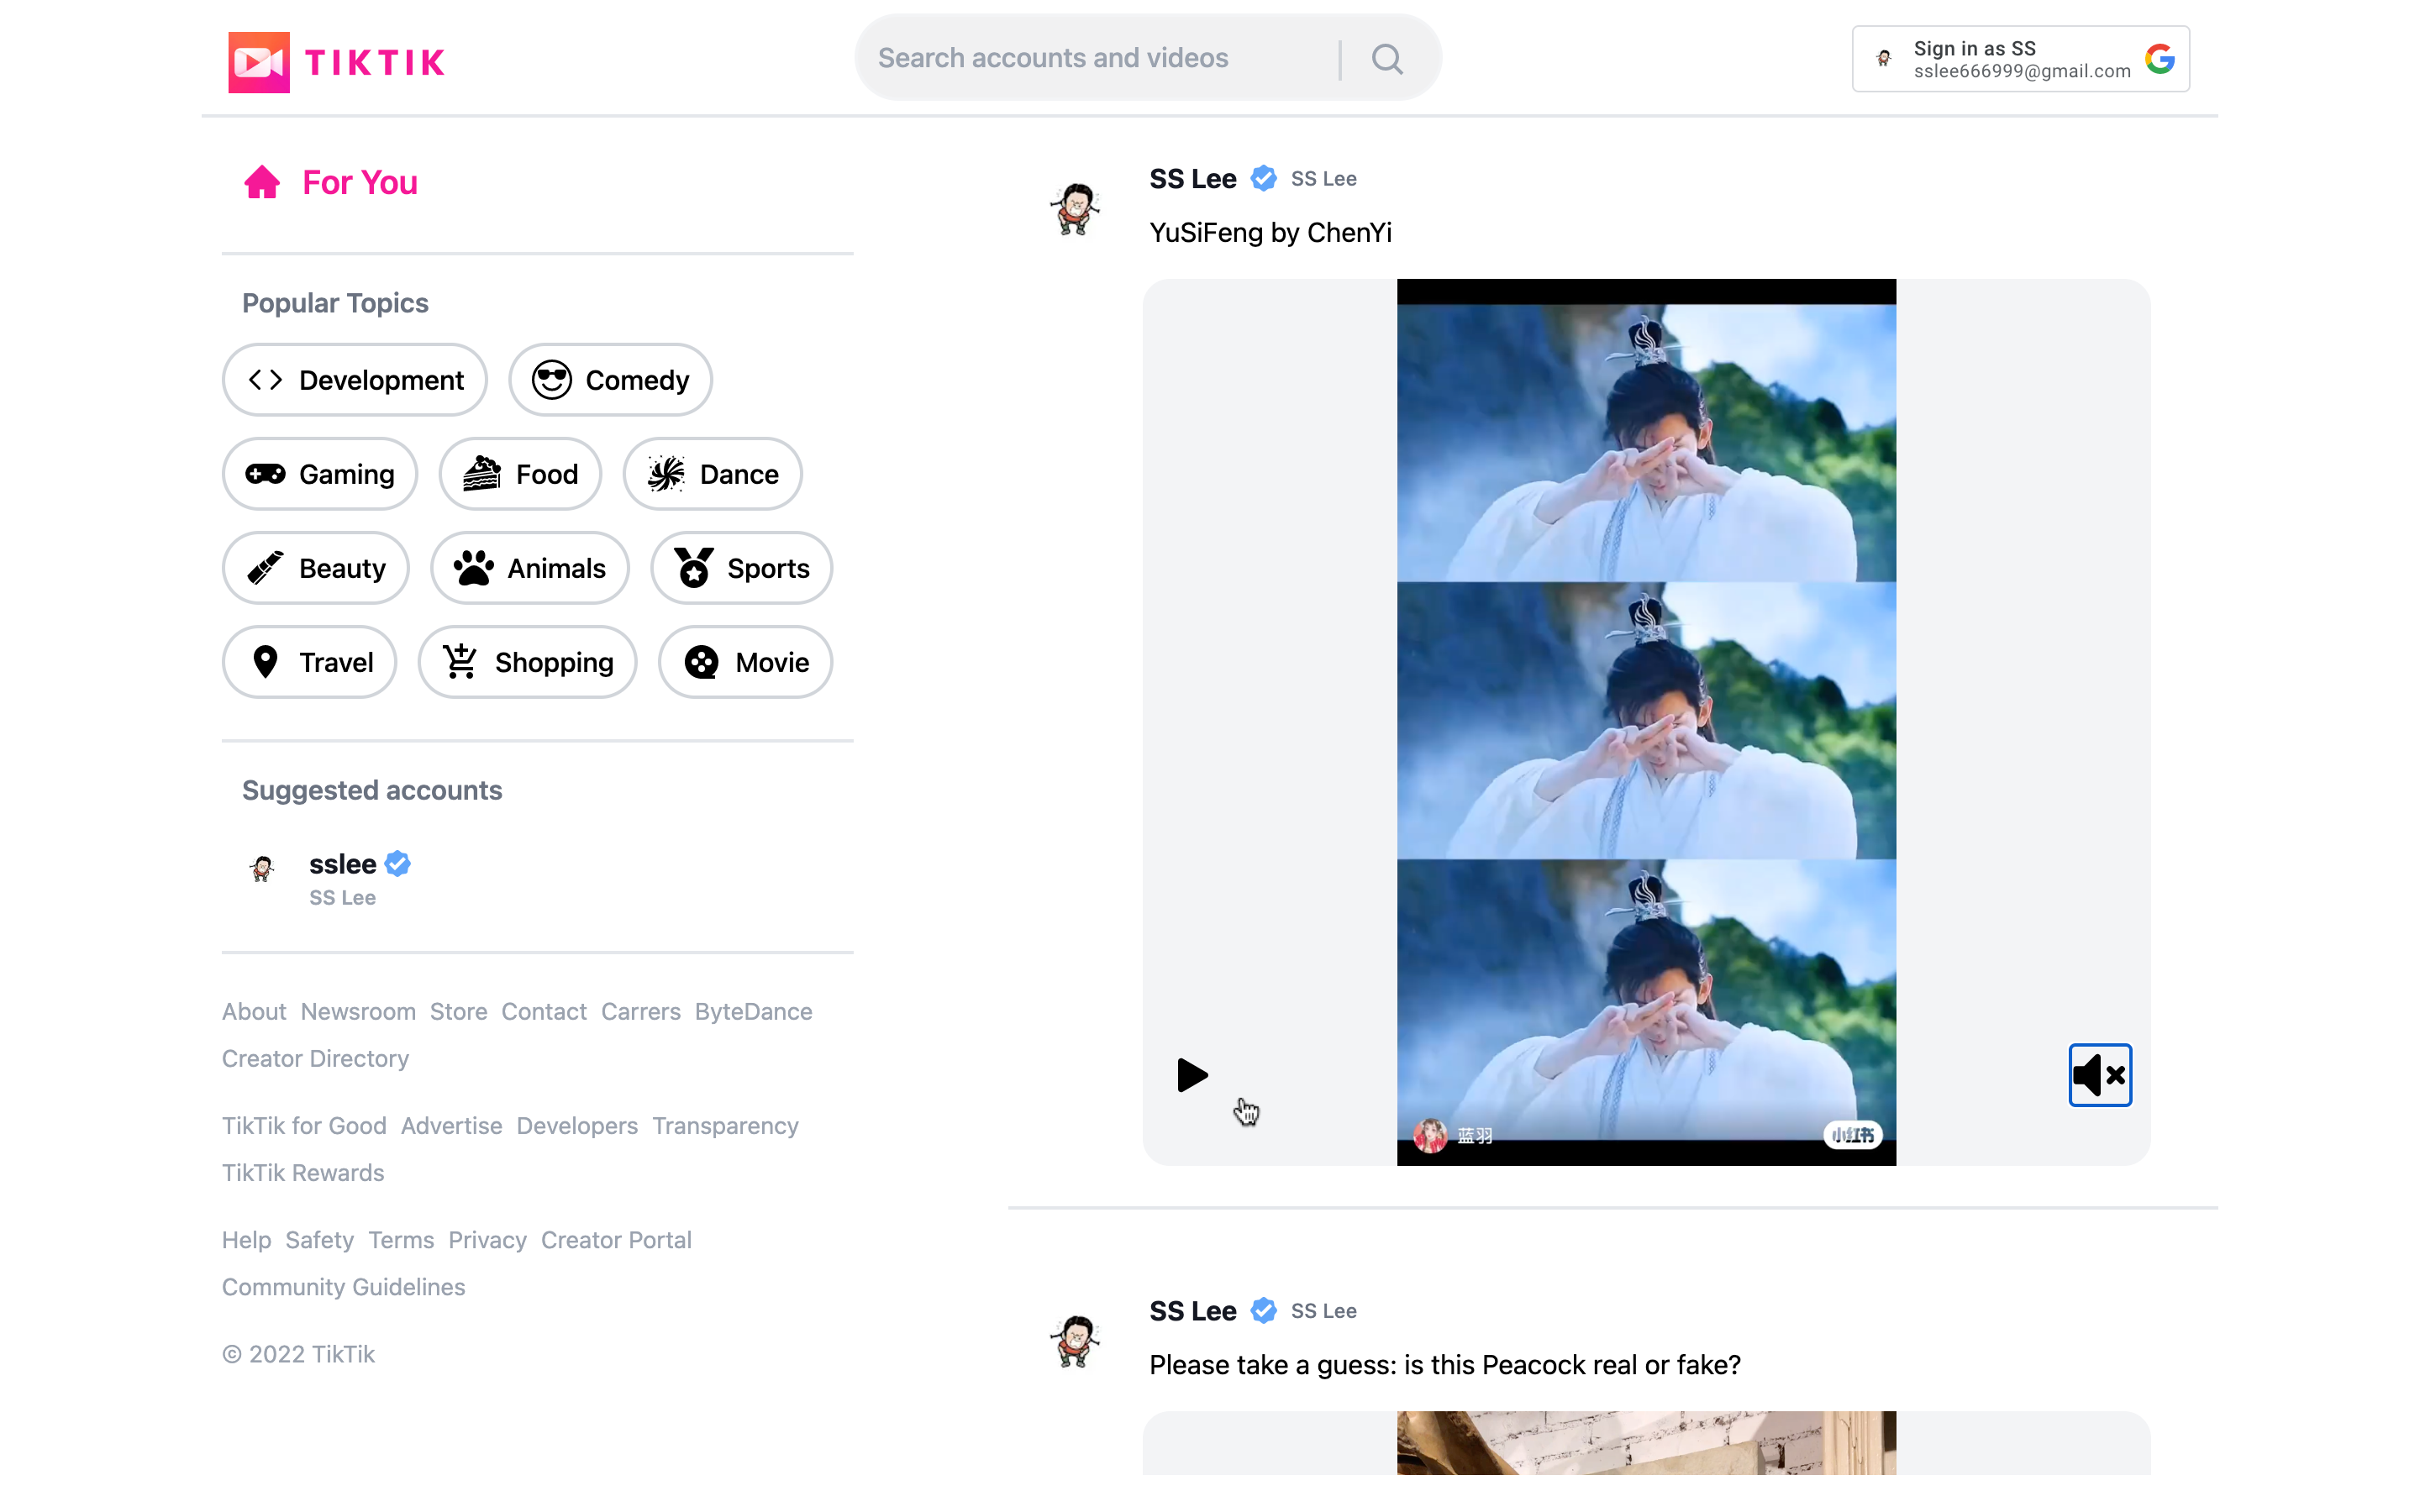 TIKTIK
Search accounts and videos
Sign in as SS
sslee666999@gmail.com
For You
Popular Topics
Development
Comedy
Gaming
Food
Dance
Beauty
Animals
Sports
Travel
Shopping
Movie
Suggested accounts
sslee
SS Lee
About Newsroom Store Contact Carrers ByteDance
Creator Directory
TikTik for Good Advertise Developers Transparency
TikTik Rewards
Help Safety Terms Privacy Creator Portal
Community Guidelines
© 2022 TikTik
SS Lee SS Lee
YuSiFeng by ChenYi
蓝羽
小红书
SS Lee SS Lee
Please take a guess: is this Peacock real or fake?